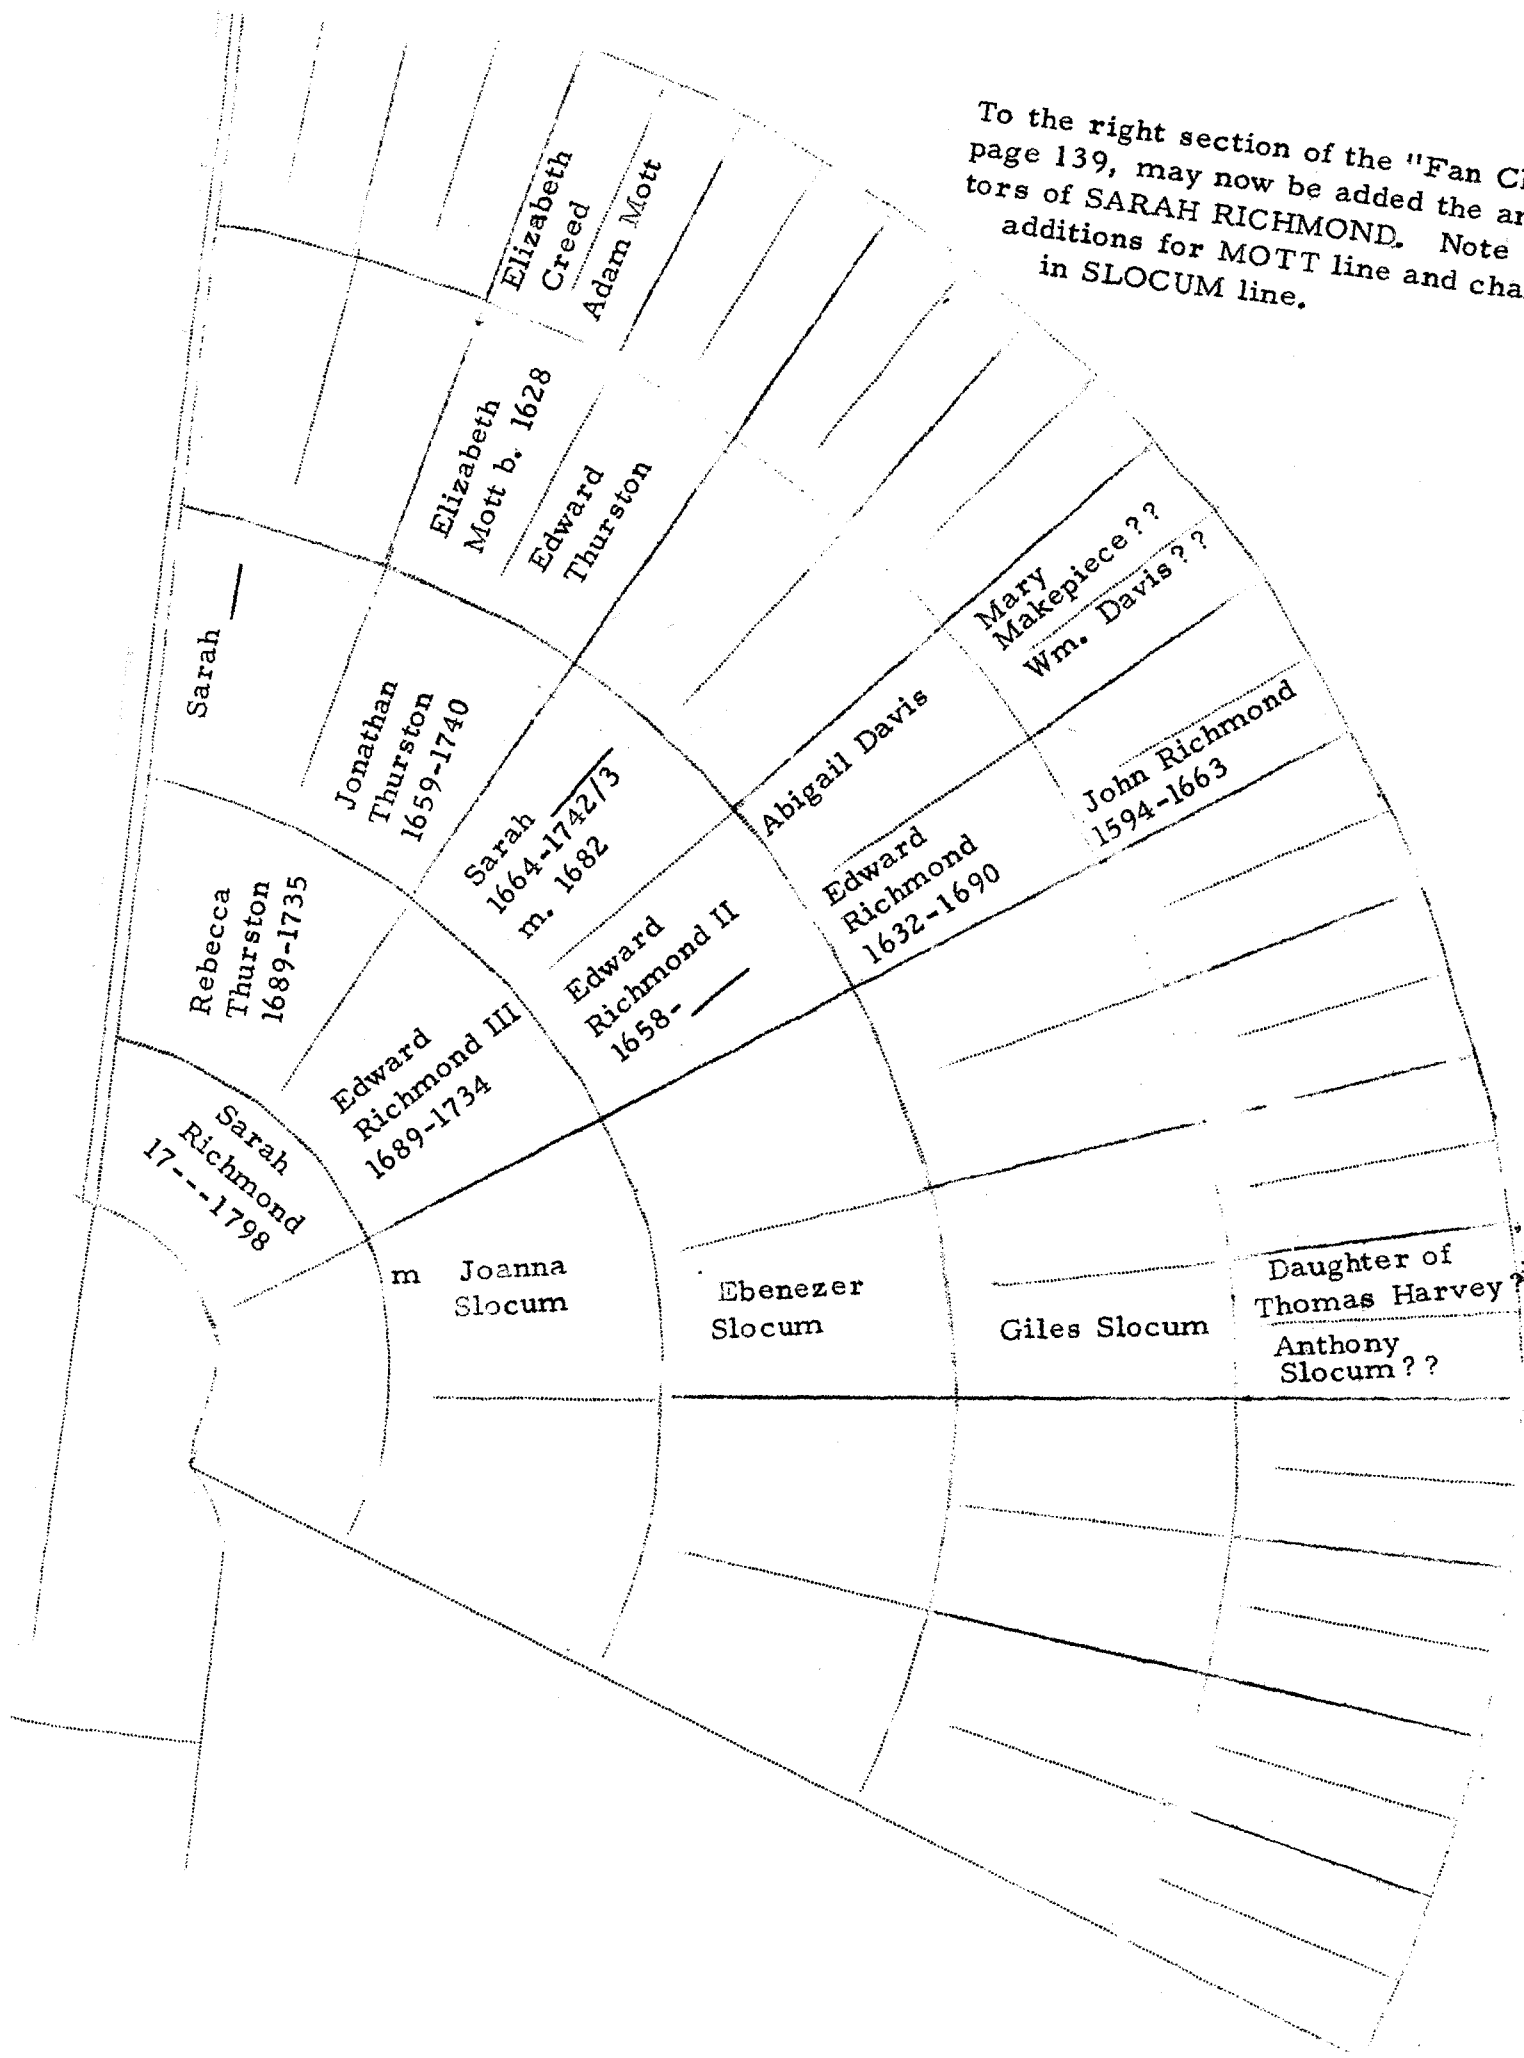 To the right section of the "Fan C
page 139, may now be added the an
tors of SARAH RICHMOND. Note
additions for MOTT line and cha
in SLOCUM line.
Elizabeth
Creed
Adam Mott
Elizabeth
Mott b. 1628
Edward
Thurston
Sarah —
Jonathan
Thurston
1659-1740
Rebecca
Thurston
1689-1735
Sarah —
1664-1742/3
m. 1682
Mary
Makepiece??
Wm. Davis??
Abigail Davis
John Richmond
1594-1663
Edward
Richmond
1632-1690
Edward
Richmond II
1658- —
Edward
Richmond III
1689-1734
Sarah
Richmond
17---1798
m Joanna
Slocum
Ebenezer
Slocum
Giles Slocum
Daughter of
Thomas Harvey?
Anthony
Slocum??